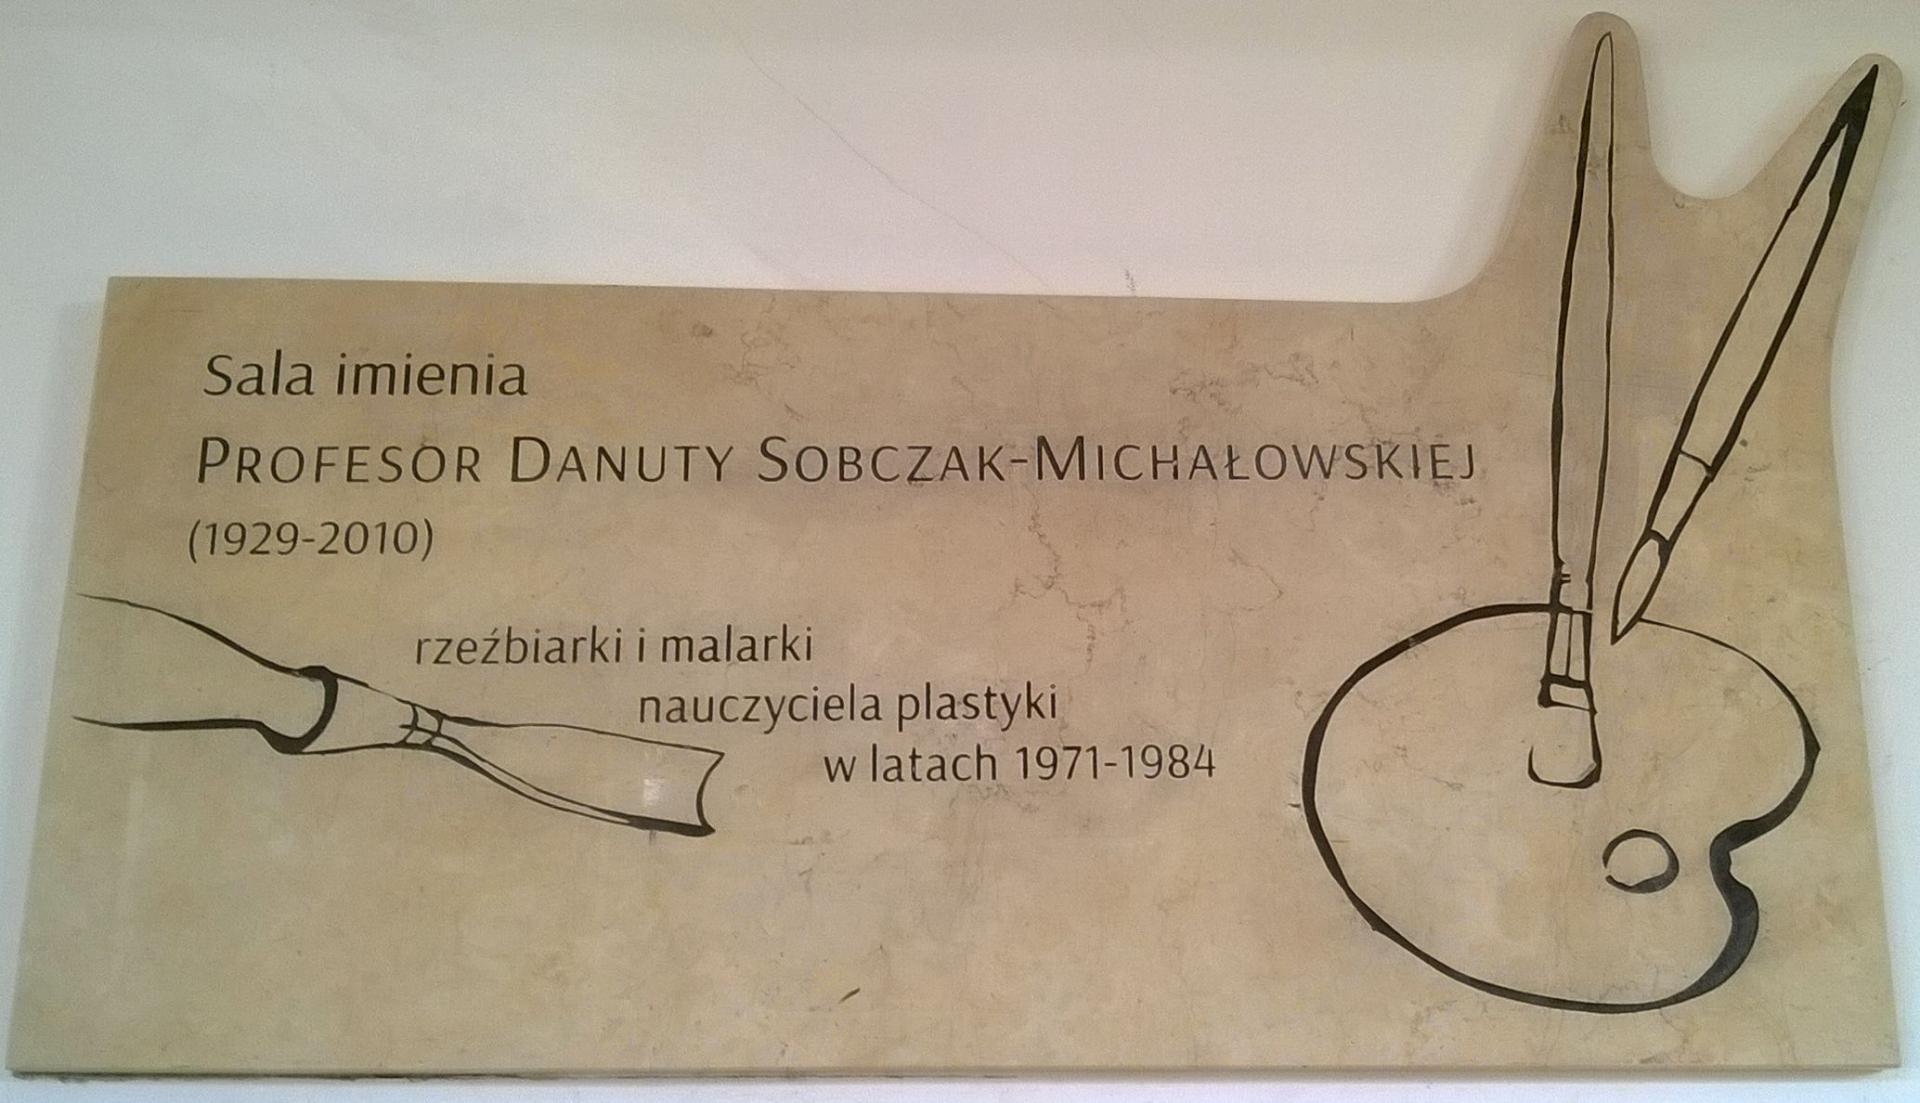 Sala imienia
PROFESOR DANUTY SOBCZAK-MICHAŁOWSKIEJ
(1929-2010)
rzeźbiarki i malarki
nauczyciela plastyki
w latach 1971-1984